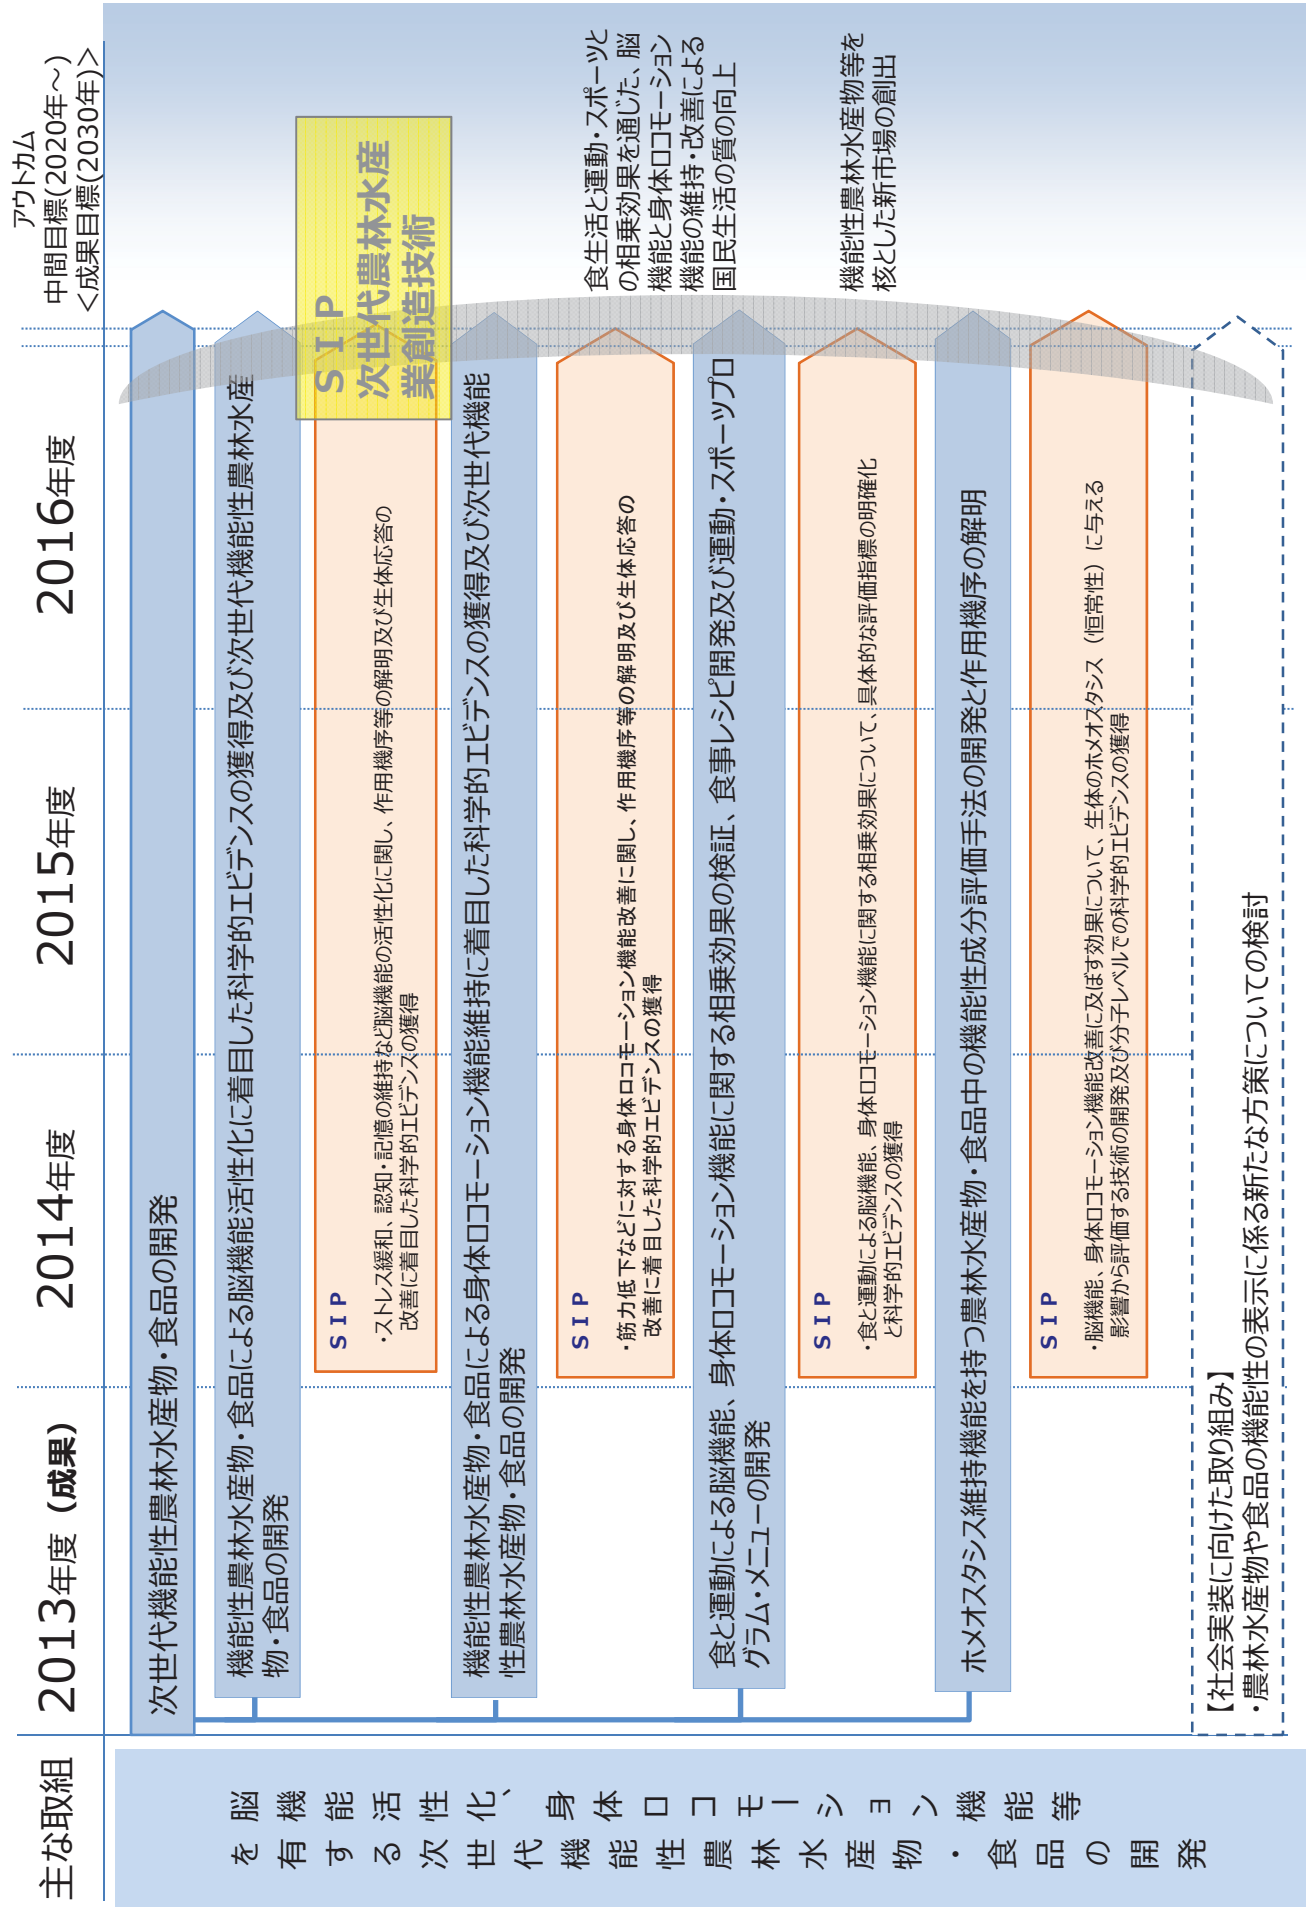 主な取組
2013年度（成果）
2014年度
2015年度
2016年度
アウトカム
中間目標(2020年～)
<成果目標(2030年)>
脳機能活性化、身体ロコモーション機能等
を有する次世代機能性農林水産物・食品の開発
次世代機能性農林水産物・食品の開発
機能性農林水産物・食品による脳機能活性化に着目した科学的エビデンスの獲得及び次世代機能性農林水産
物・食品の開発
ＳＩＰ
・ストレス緩和、認知・記憶の維持など脳機能の活性化に関し、作用機序等の解明及び生体応答の
改善に着目した科学的エビデンスの獲得
機能性農林水産物・食品による身体ロコモーション機能維持に着目した科学的エビデンスの獲得及び次世代機能
性農林水産物・食品の開発
ＳＩＰ
・筋力低下などに対する身体ロコモーション機能改善に関し、作用機序等の解明及び生体応答の
改善に着目した科学的エビデンスの獲得
食と運動による脳機能、身体ロコモーション機能に関する相乗効果の検証、食事レシピ開発及び運動・スポーツプロ
グラム・メニューの開発
ＳＩＰ
・食と運動による脳機能、身体ロコモーション機能に関する相乗効果について、具体的な評価指標の明確化
と科学的エビデンスの獲得
ホメオスタシス維持機能を持つ農林水産物・食品中の機能性成分評価手法の開発と作用機序の解明
ＳＩＰ
・脳機能、身体ロコモーション機能改善に及ぼす効果について、生体のホメオスタシス（恒常性）に与える
影響から評価する技術の開発及び分子レベルでの科学的エビデンスの獲得
【社会実装に向けた取り組み】
・農林水産物や食品の機能性の表示に係る新たな方策についての検討
ＳＩＰ
次世代農林水産
業創造技術
食生活と運動・スポーツと
の相乗効果を通じた、脳
機能と身体ロコモーション
機能の維持・改善による
国民生活の質の向上
機能性農林水産物等を
核とした新市場の創出